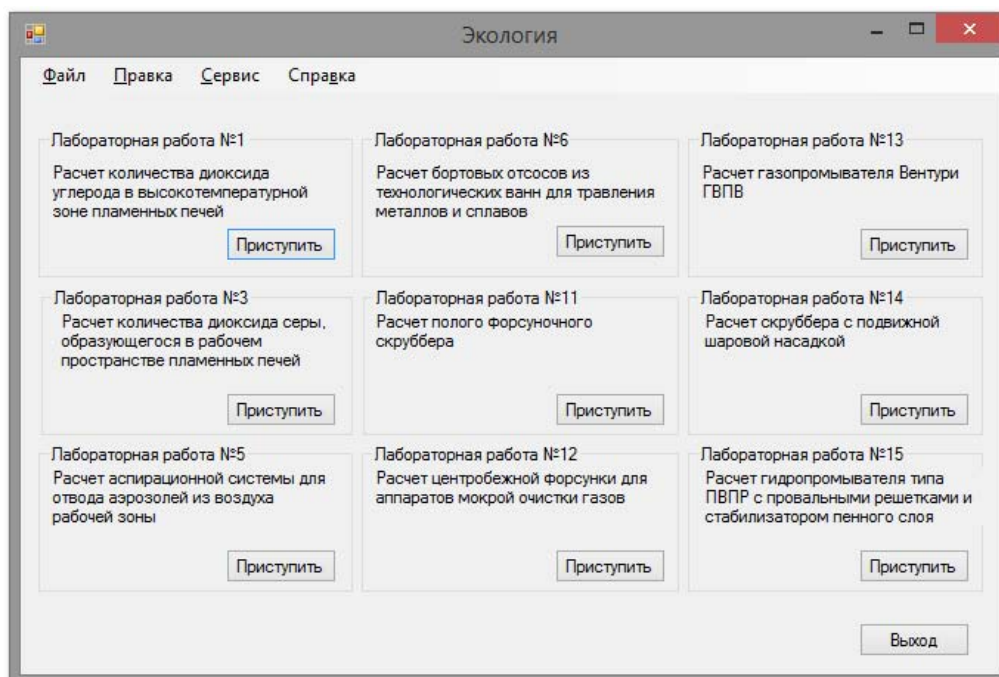 Экология
Файл Правка Сервис Справка
Лабораторная работа №1
Расчет количества диоксида
углерода в высокотемпературной
зоне пламенных печей
Приступить
Лабораторная работа №6
Расчет бортовых отсосов из
технологических ванн для травления
металлов и сплавов
Приступить
Лабораторная работа №13
Расчет газопромывателя Вентури
ГВПВ
Приступить
Лабораторная работа №3
Расчет количества диоксида серы,
образующегося в рабочем
пространстве пламенных печей
Приступить
Лабораторная работа №11
Расчет полого форсуночного
скруббера
Приступить
Лабораторная работа №14
Расчет скруббера с подвижной
шаровой насадкой
Приступить
Лабораторная работа №5
Расчет аспирационной системы для
отвода аэрозолей из воздуха
рабочей зоны
Приступить
Лабораторная работа №12
Расчет центробежной форсунки для
аппаратов мокрой очистки газов
Приступить
Лабораторная работа №15
Расчет гидропромывателя типа
ПВПР с провальными решетками и
стабилизатором пенного слоя
Приступить
Выход